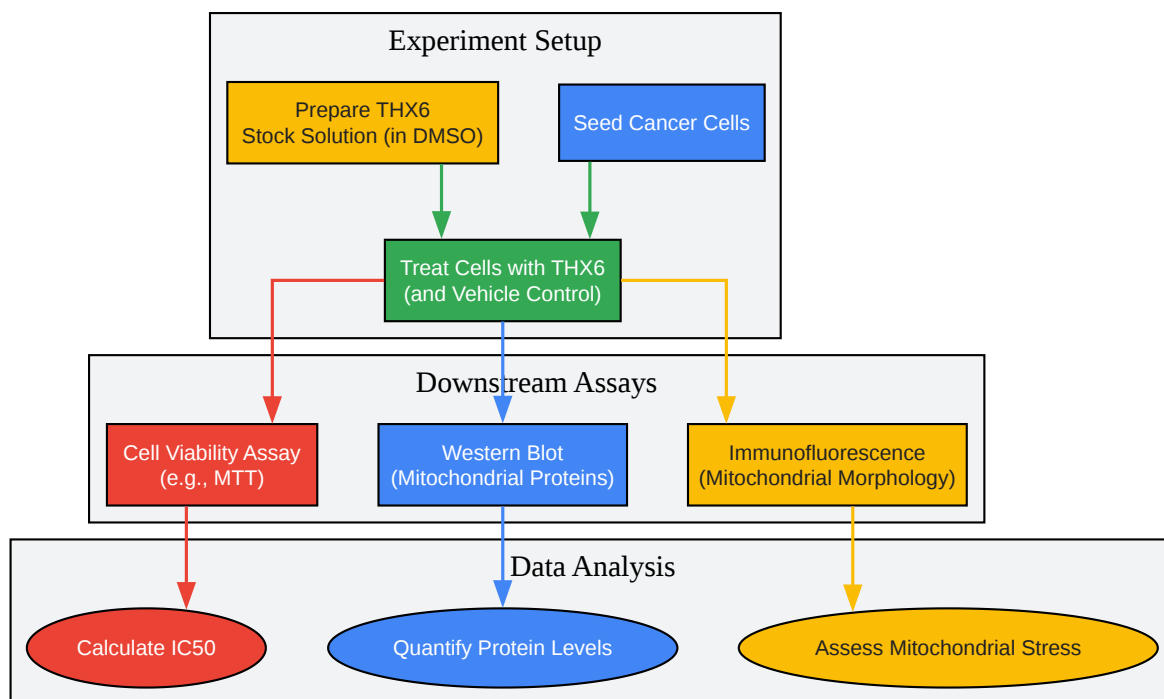 Experiment Setup
Prepare THX6
Stock Solution (in DMSO)
Seed Cancer Cells
Treat Cells with THX6
(and Vehicle Control)
Downstream Assays
Cell Viability Assay
(e.g., MTT)
Western Blot
(Mitochondrial Proteins)
Immunofluorescence
(Mitochondrial Morphology)
Data Analysis
Calculate IC50
Quantify Protein Levels
Assess Mitochondrial Stress